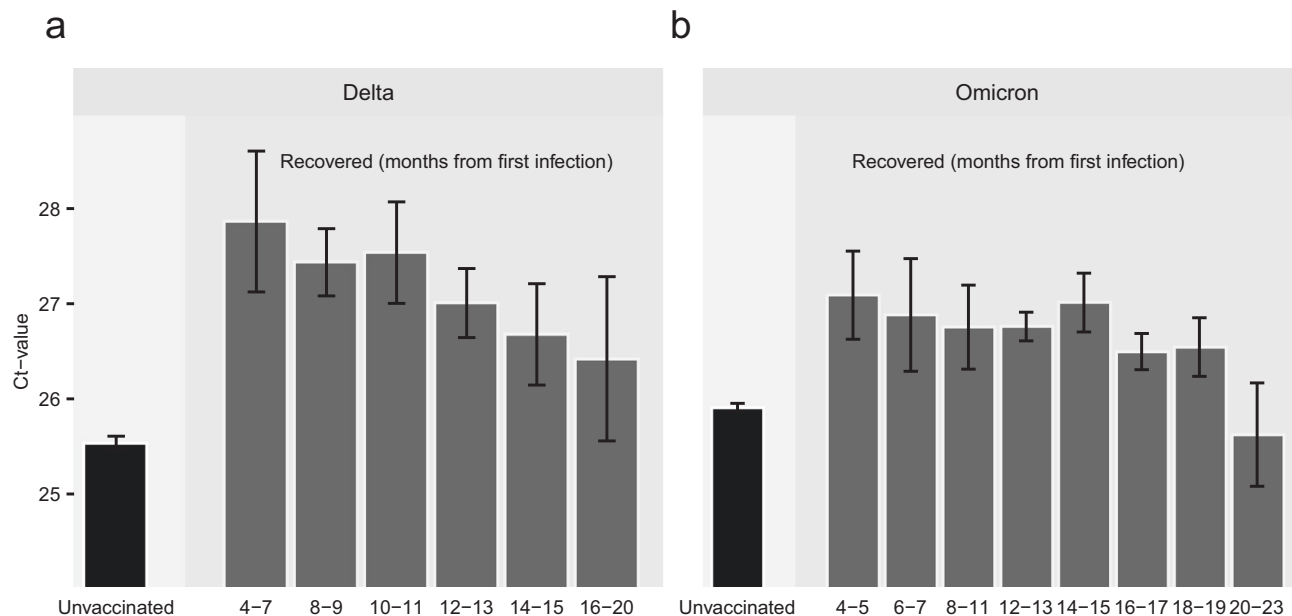 a
b
Delta
Omicron
Recovered (months from first infection)
Recovered (months from first infection)
Ct−value
28
27
26
25
Unvaccinated 4−7 8−9 10−11 12−13 14−15 16−20
Unvaccinated 4−5 6−7 8−11 12−13 14−15 16−17 18−19 20−23